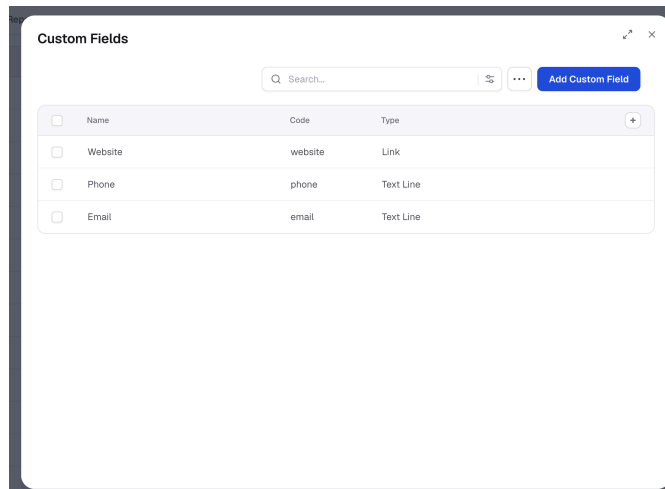 Rep
Custom Fields
Search...
Add Custom Field
Name Code Type
Website website Link
Phone phone Text Line
Email email Text Line